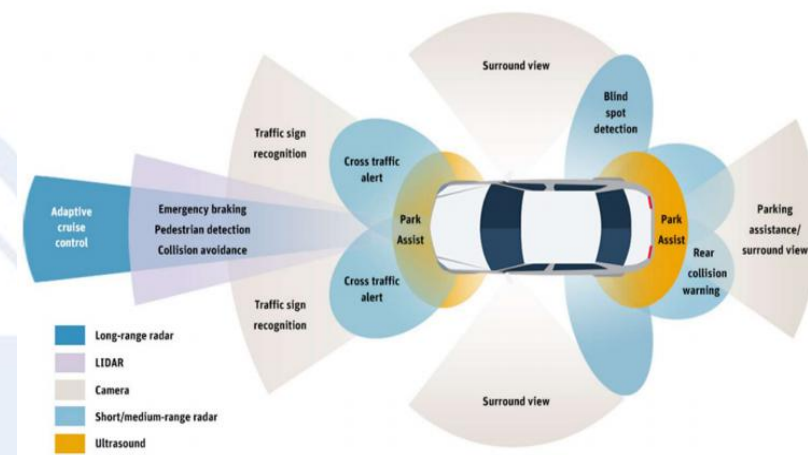 Surround view
Blind
spot
detection
Traffic sign
recognition
Cross traffic
alert
Adaptive
cruise
control
Emergency braking
Pedestrian detection
Collision avoidance
Park
Assist
Park
Assist
Parking
assistance/
surround view
Rear
collision
warning
Cross traffic
alert
Traffic sign
recognition
Surround view
Long-range radar
LIDAR
Camera
Short/medium-range radar
Ultrasound